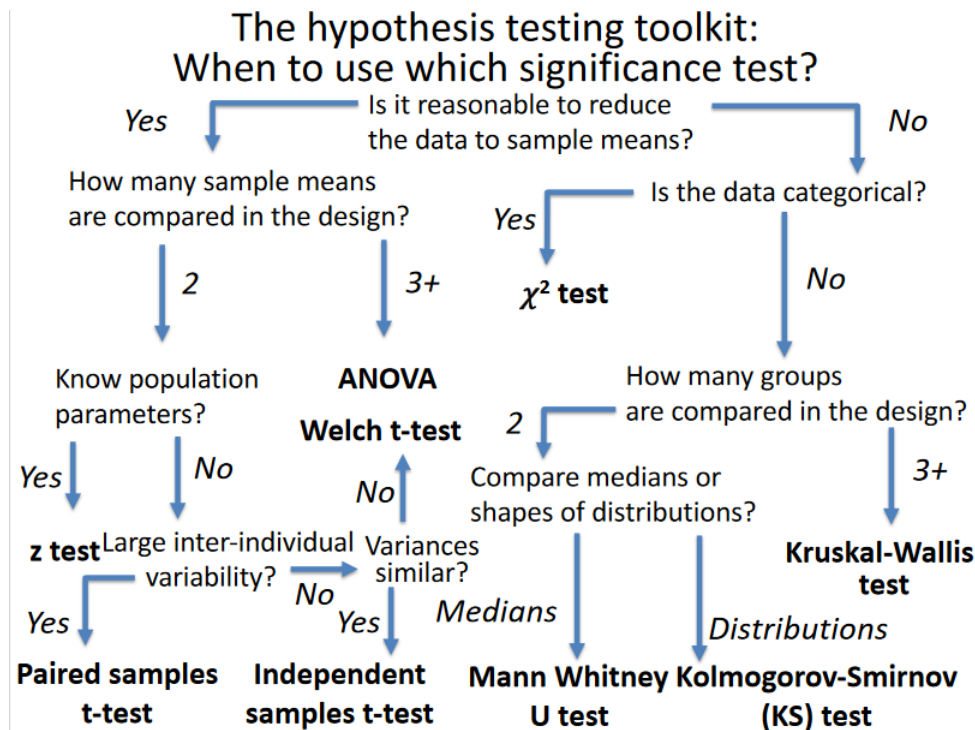 The hypothesis testing toolkit:
When to use which significance test?
Is it reasonable to reduce
the data to sample means?
Yes
No
How many sample means
are compared in the design?
Is the data categorical?
Yes
2
3+
χ² test
No
Know population
parameters?
ANOVA
Welch t-test
How many groups
are compared in the design?
2
Yes
No
No
Compare medians or
shapes of distributions?
3+
z test
Large inter-individual
variability?
Variances
similar?
Kruskal-Wallis
test
No
Yes
Yes
Medians
Distributions
Paired samples
t-test
Independent
samples t-test
Mann Whitney
U test
Kolmogorov-Smirnov
(KS) test